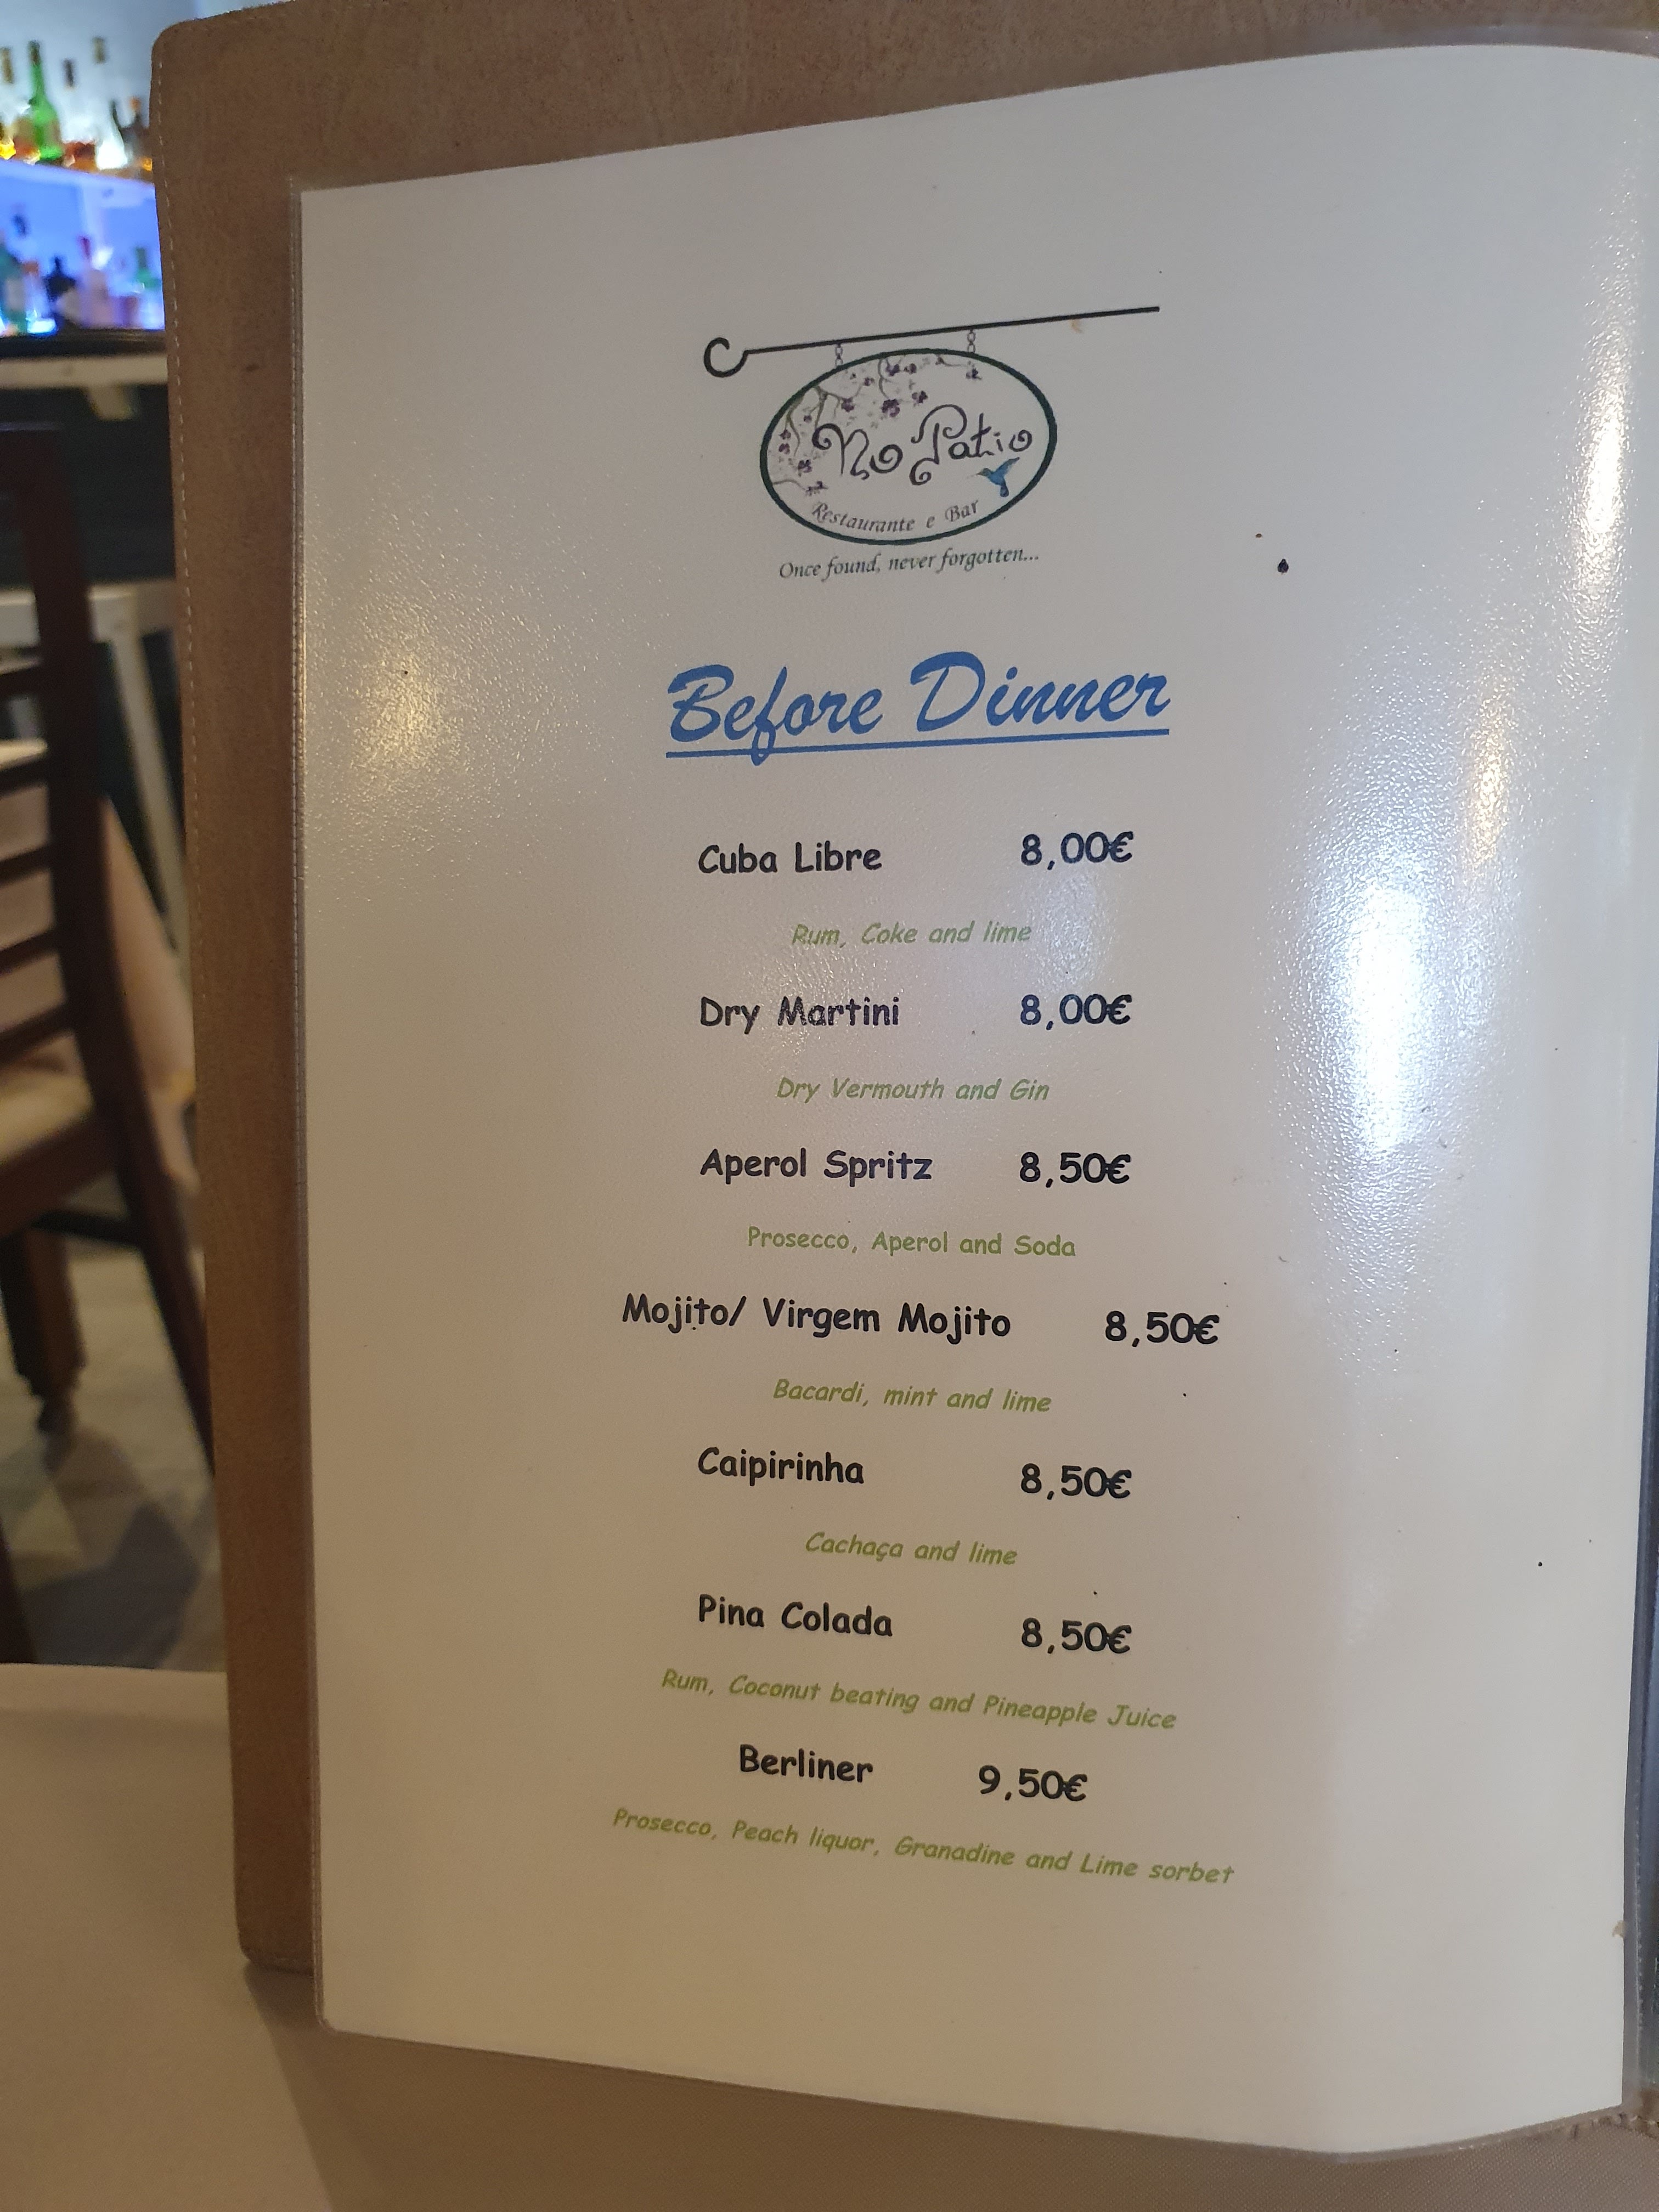 No Patio
Restaurante e Bar
Once found, never forgotten...
Before Dinner
Cuba Libre 8,00€
Rum, Coke and lime
Dry Martini 8,00€
Dry Vermouth and Gin
Aperol Spritz 8,50€
Prosecco, Aperol and Soda
Mojito/ Virgem Mojito 8,50€
Bacardi, mint and lime
Caipirinha 8,50€
Cachaça and lime
Pina Colada 8,50€
Rum, Coconut beating and Pineapple Juice
Berliner 9,50€
Prosecco, Peach liquor, Granadine and Lime sorbet